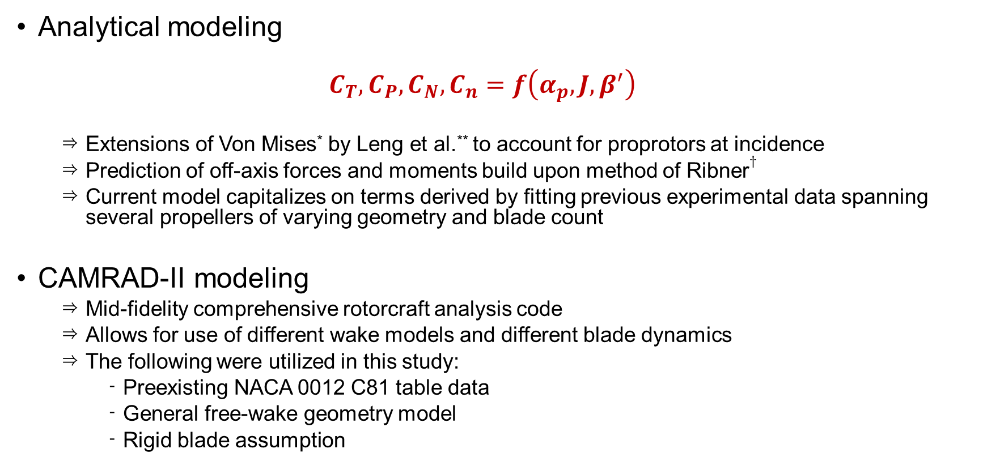 • Analytical modeling
C_T, C_P, C_N, C_n = f(α_p, J, β′)
⇒ Extensions of Von Mises* by Leng et al.** to account for proprotors at incidence
⇒ Prediction of off-axis forces and moments build upon method of Ribner†
⇒ Current model capitalizes on terms derived by fitting previous experimental data spanning
several propellers of varying geometry and blade count
• CAMRAD-II modeling
⇒ Mid-fidelity comprehensive rotorcraft analysis code
⇒ Allows for use of different wake models and different blade dynamics
⇒ The following were utilized in this study:
- Preexisting NACA 0012 C81 table data
- General free-wake geometry model
- Rigid blade assumption